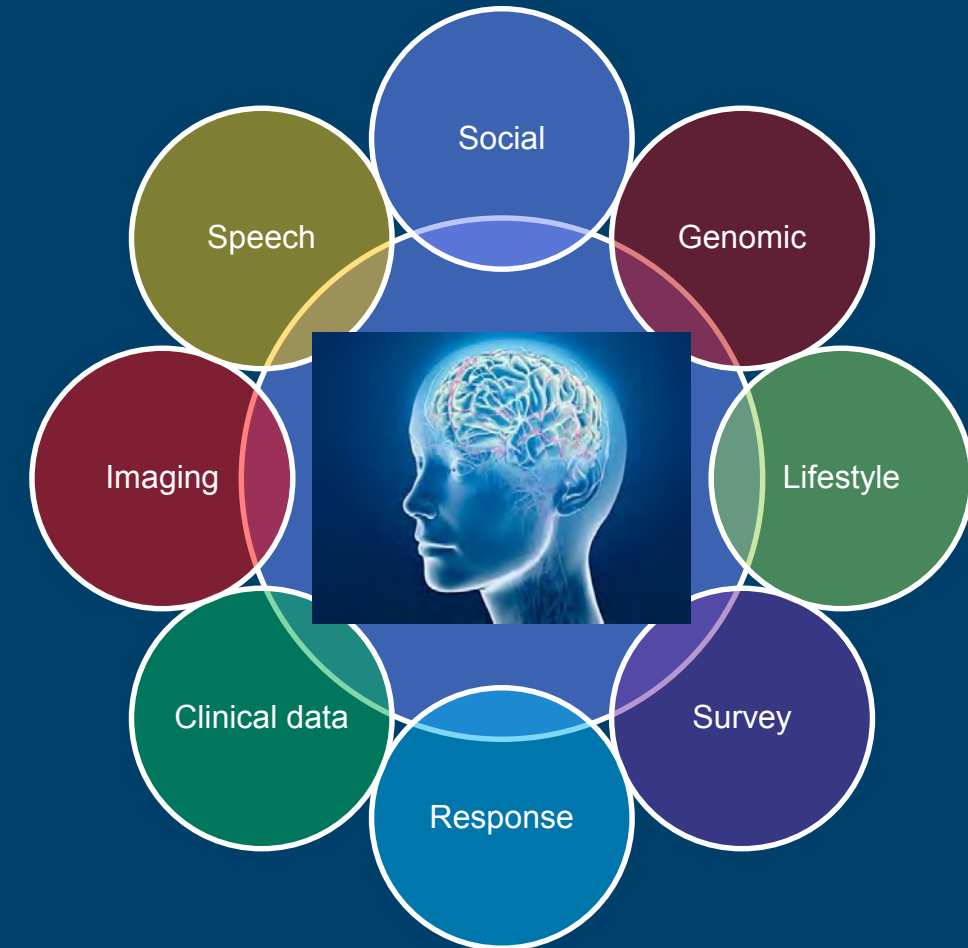 Social
Speech
Genomic
Imaging
Lifestyle
Clinical data
Survey
Response